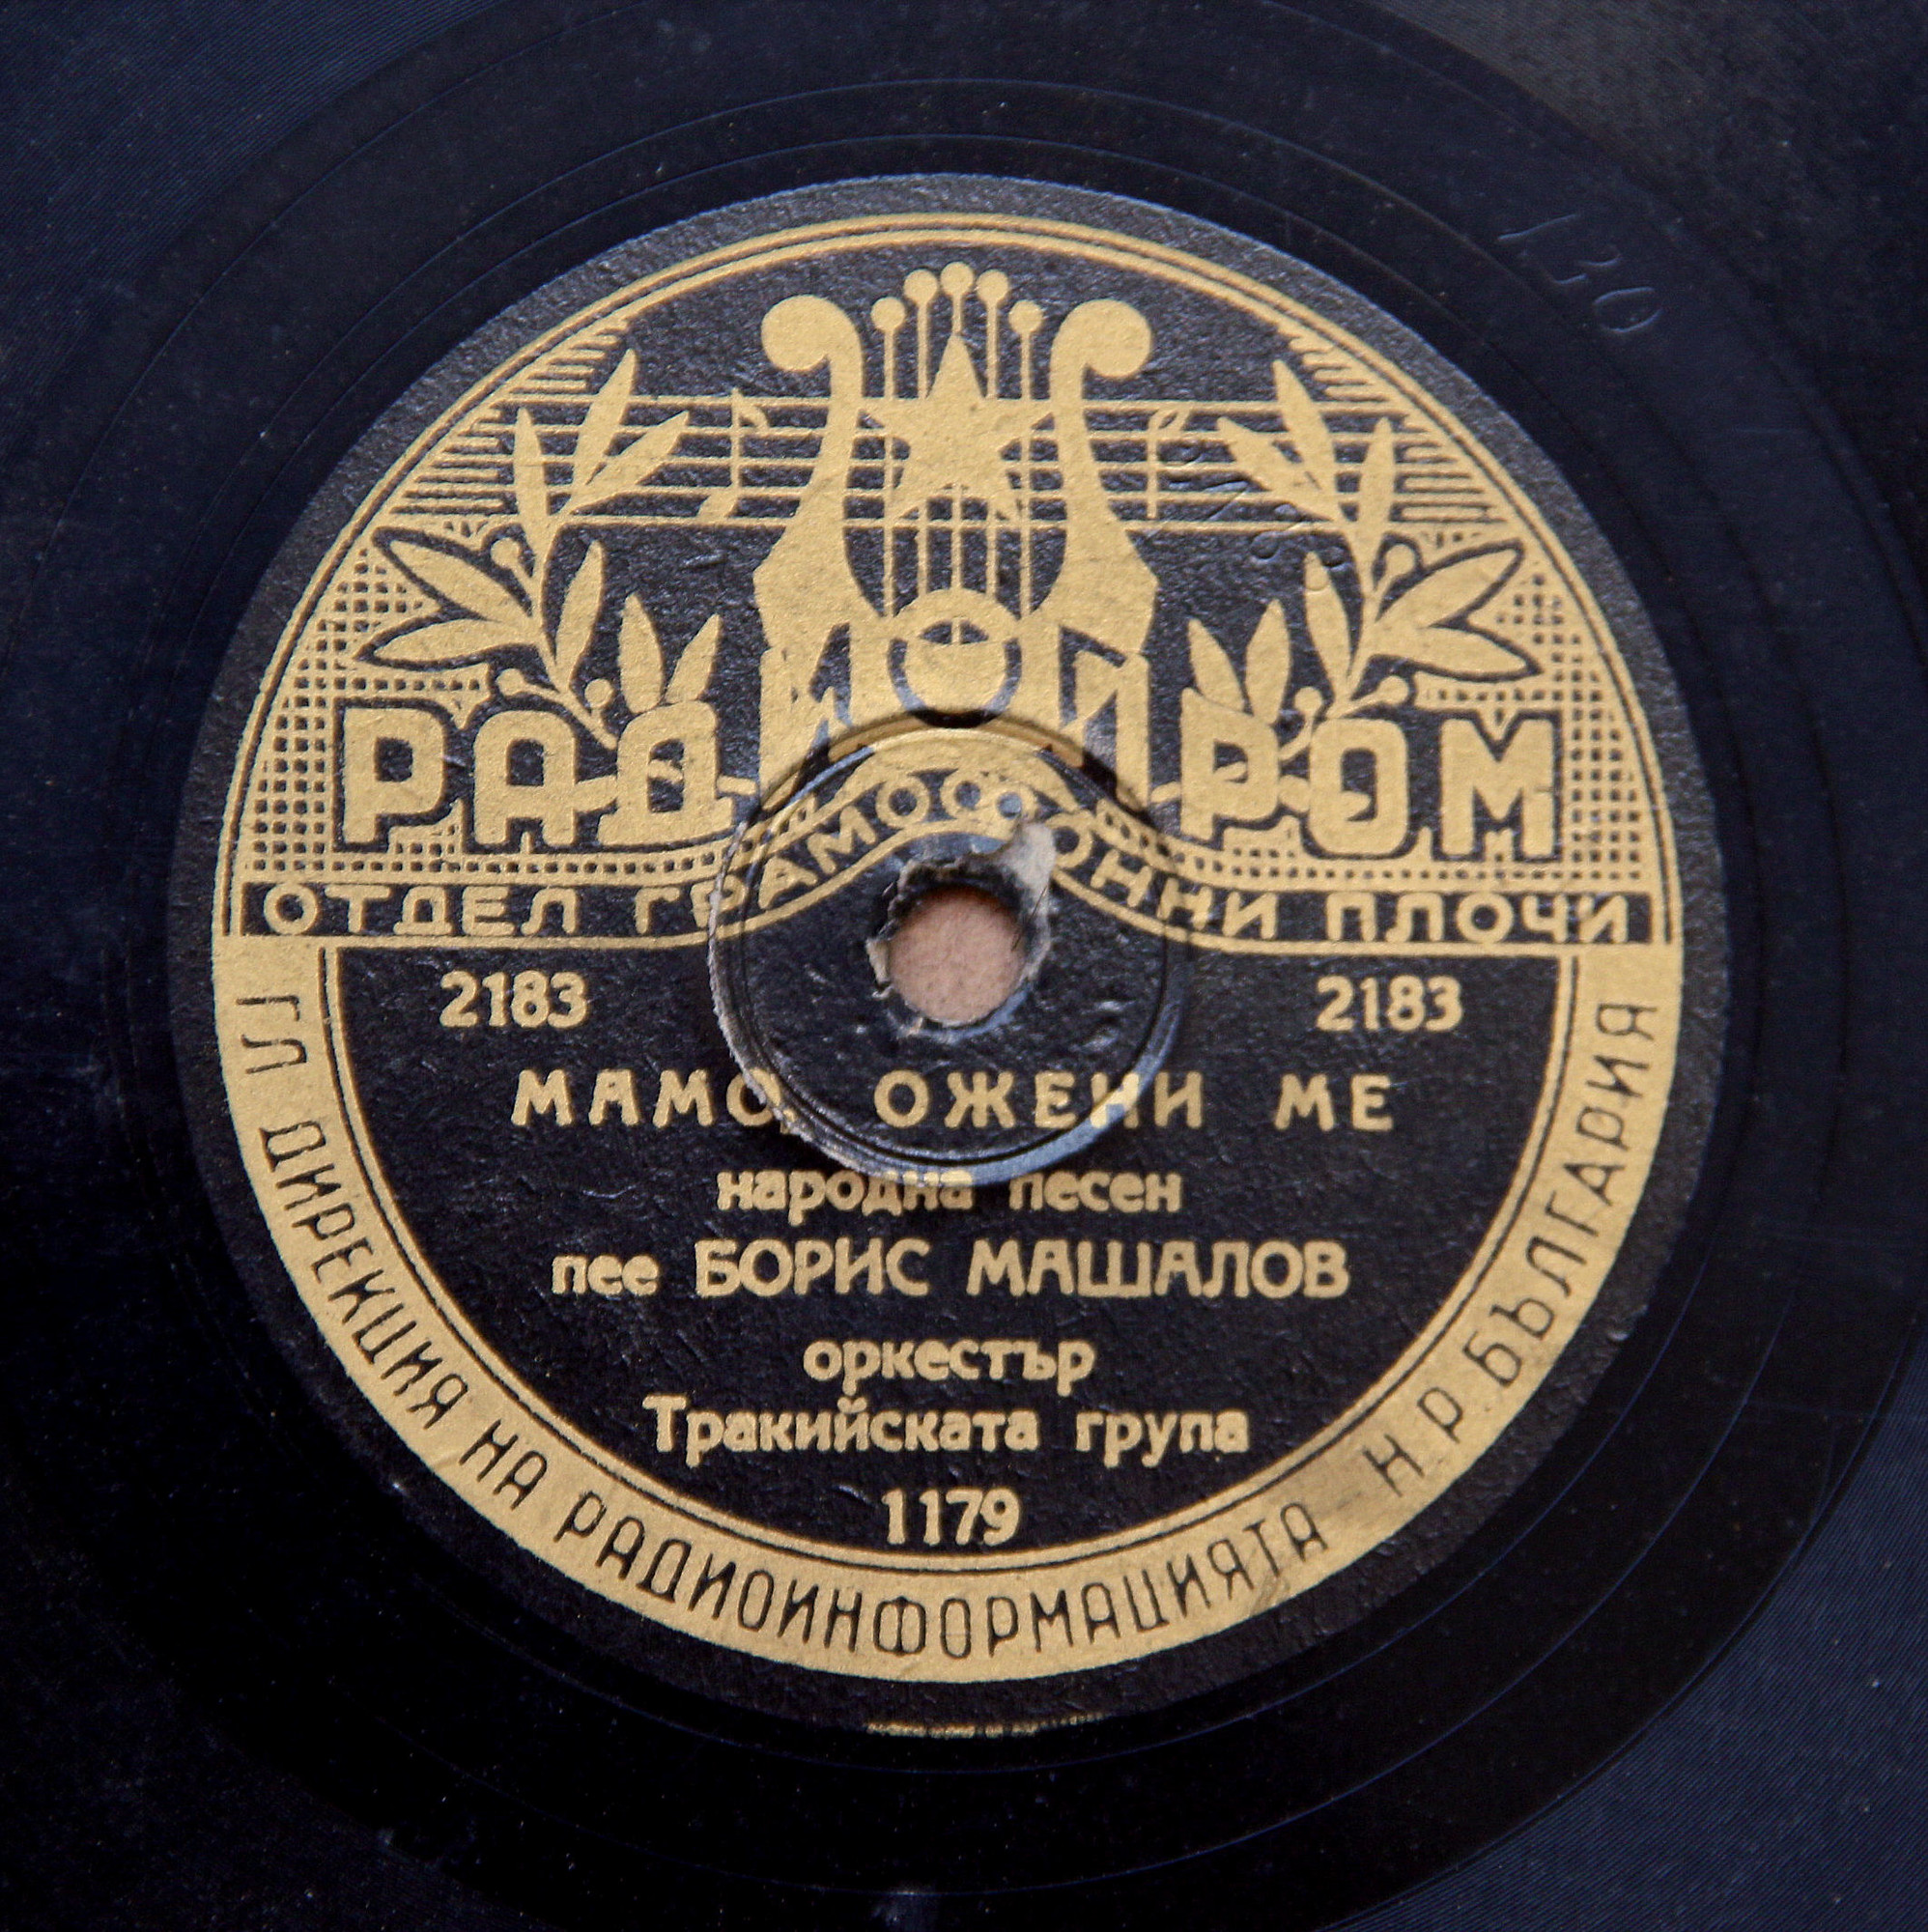 РАДИОПРОМ
ОТДЕЛ ГРАМОФОННИ ПЛОЧИ
2183 2183
МАМО, ОЖЕНИ МЕ
народна песен
пее БОРИС МАШАЛОВ
оркестър
Тракийската група
1179
ГЛ ДИРЕКЦИЯ НА РАДИОИНФОРМАЦИЯТА - Н Р БЪЛГАРИЯ